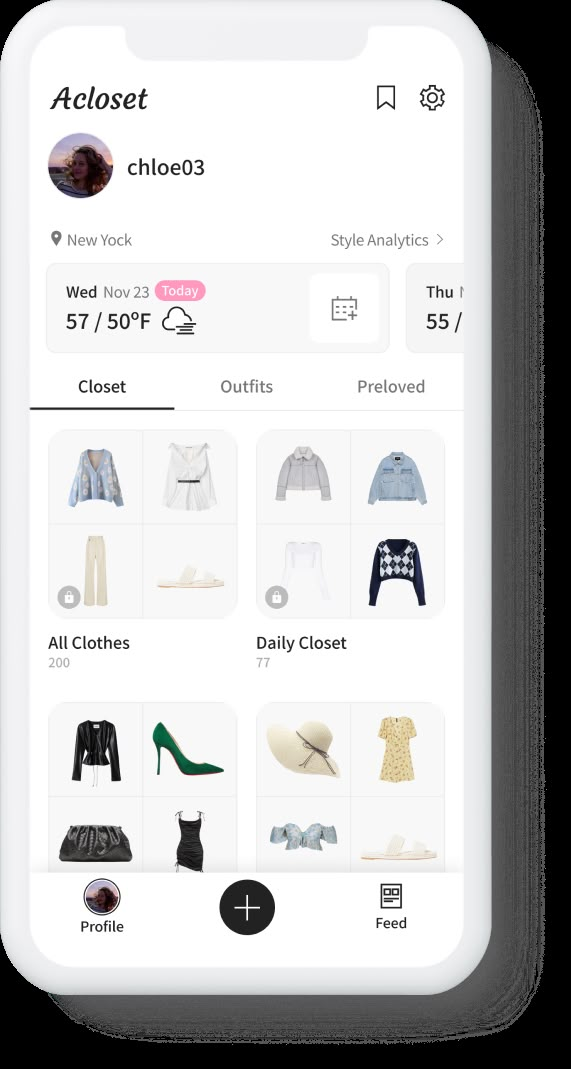 Acloset
chloe03
New Yock
Style Analytics
Wed Nov 23 Today
57 / 50°F
Thu
55 /
Closet
Outfits
Preloved
All Clothes
200
Daily Closet
77
Profile
Feed